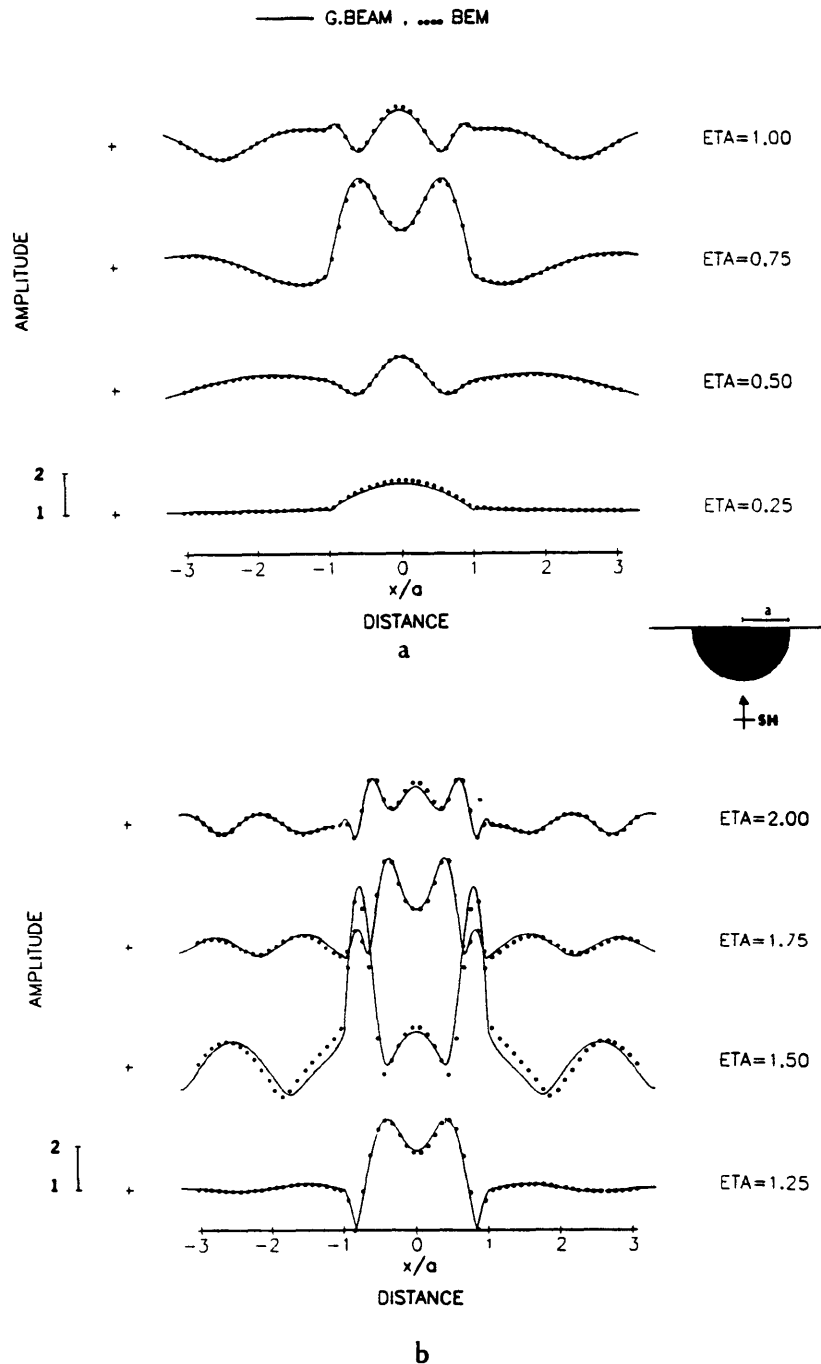 G.BEAM , .... BEM
AMPLITUDE
ETA=1.00
ETA=0.75
ETA=0.50
ETA=0.25
2
1
-3 -2 -1 0 1 2 3
x/a
DISTANCE
a
a
SH
AMPLITUDE
ETA=2.00
ETA=1.75
ETA=1.50
ETA=1.25
2
1
-3 -2 -1 0 1 2 3
x/a
DISTANCE
b